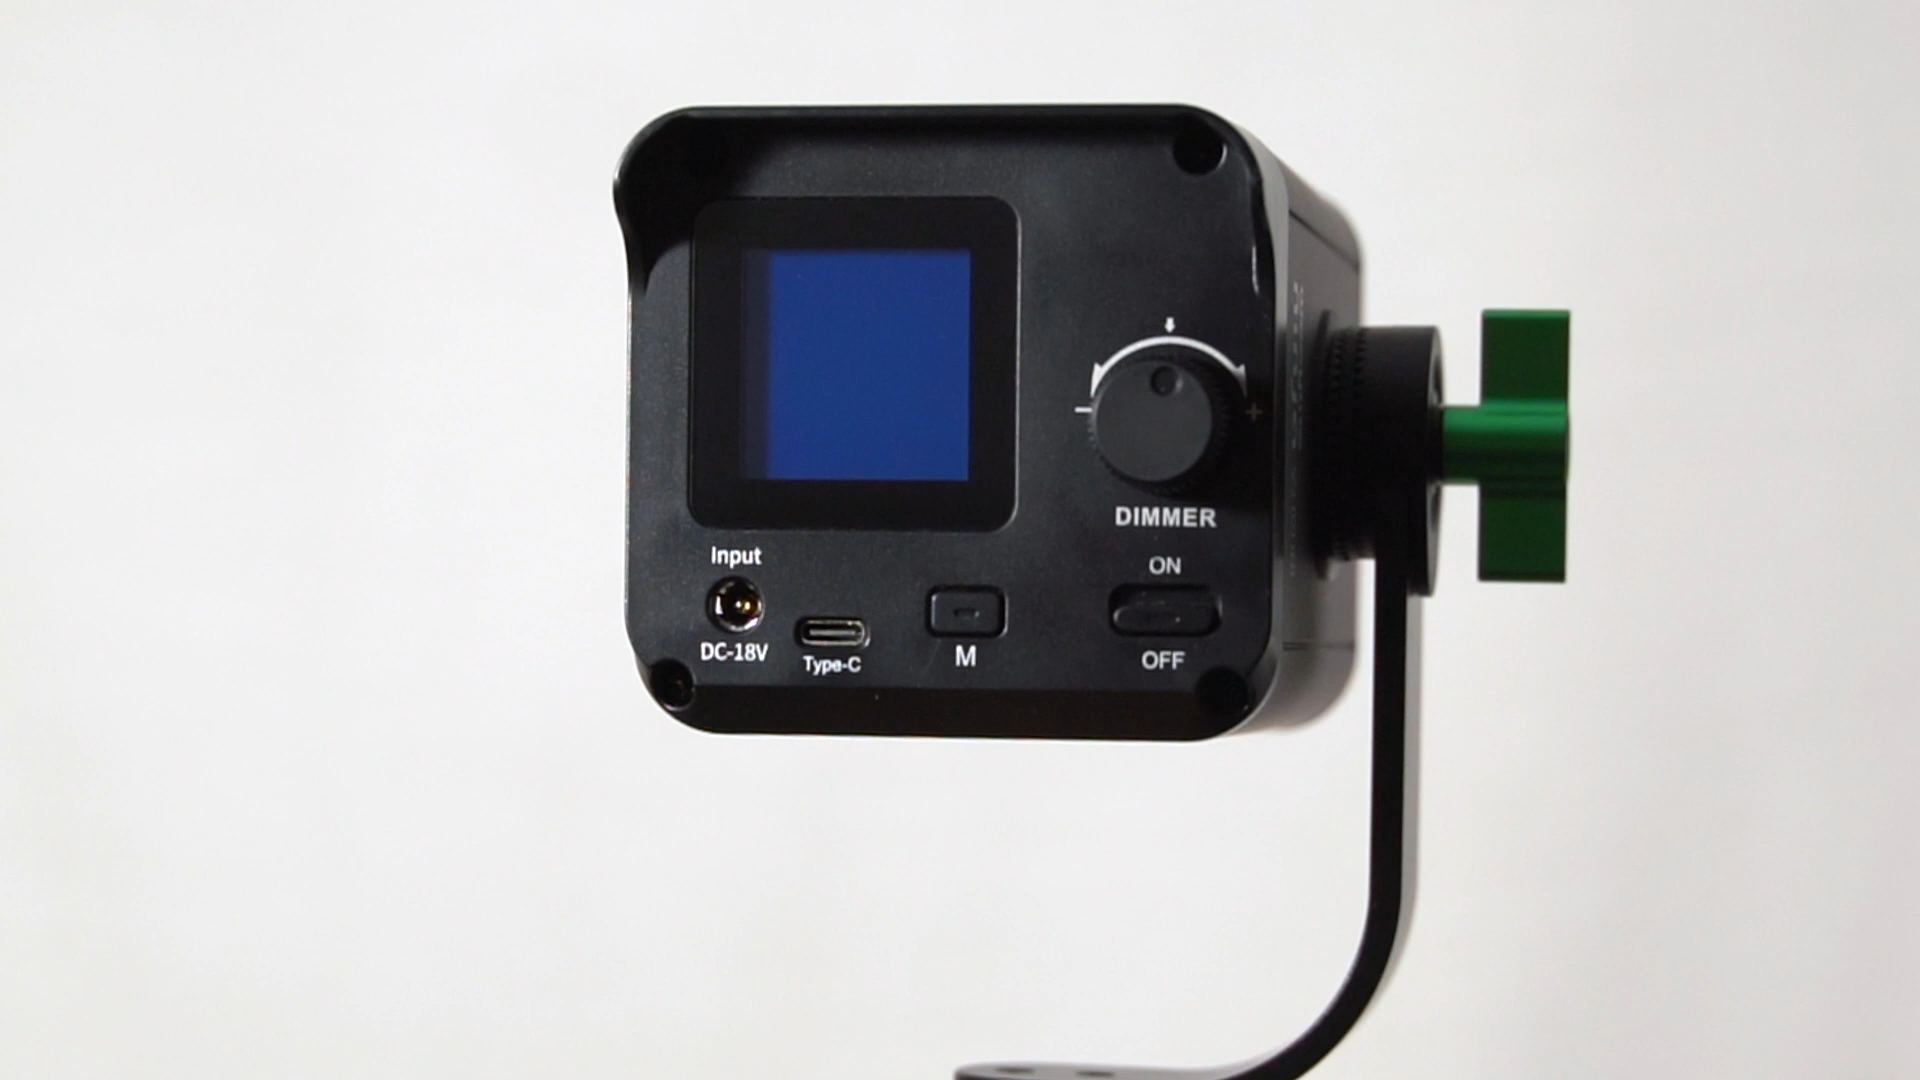 DIMMER
Input
ON
DC-18V
Type-C
M
OFF